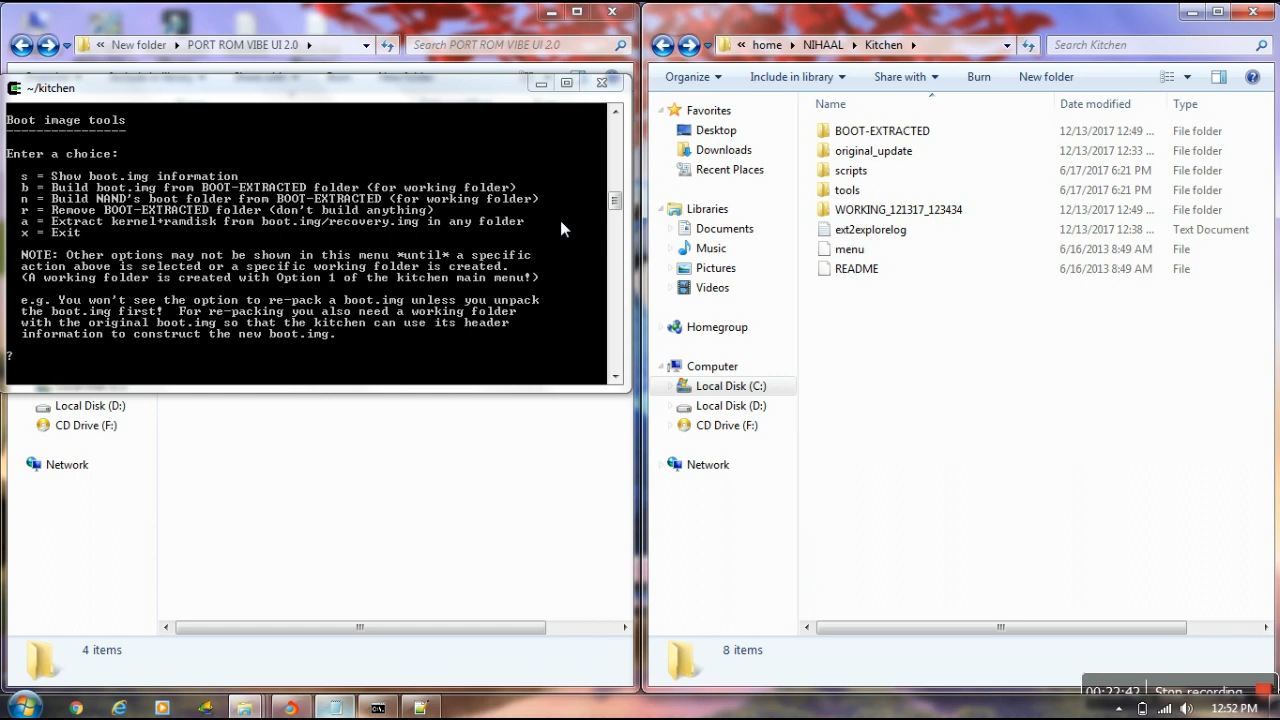 New folder
PORT ROM VIBE UI 2.0
Search PORT ROM VIBE UI 2.0
~/kitchen
Boot image tools
----------------
Enter a choice:
s = Show boot.img information
b = Build boot.img from BOOT-EXTRACTED folder (for working folder)
n = Build NAND's boot folder from BOOT-EXTRACTED (for working folder)
r = Remove BOOT-EXTRACTED folder (don't build anything)
a = Extract kernel+ramdisk from boot.img/recovery.img in any folder
x = Exit
NOTE: Other options may not be shown in this menu *until* a specific
action above is selected or a specific working folder is created.
(A working folder is created with Option 1 of the kitchen main menu!)
e.g. You won't see the option to re-pack a boot.img unless you unpack
the boot.img first!  For re-packing you also need a working folder
with the original boot.img so that the kitchen can use its header
information to construct the new boot.img.
?
Local Disk (D:)
CD Drive (F:)
Network
4 items
home
NIHAAL
Kitchen
Search Kitchen
Organize
Include in library
Share with
Burn
New folder
Favorites
Desktop
Downloads
Recent Places
Libraries
Documents
Music
Pictures
Videos
Homegroup
Computer
Local Disk (C:)
Local Disk (D:)
CD Drive (F:)
Network
Name Date modified Type
BOOT-EXTRACTED 12/13/2017 12:49 ... File folder
original_update 12/13/2017 12:33 ... File folder
scripts 6/17/2017 6:21 PM File folder
tools 6/17/2017 6:21 PM File folder
WORKING_121317_123434 12/13/2017 12:49 ... File folder
ext2explorelog 12/13/2017 12:38 ... Text Document
menu 6/16/2013 8:49 AM File
README 6/16/2013 8:49 AM File
8 items
00:22:42 Stop recording
12:52 PM